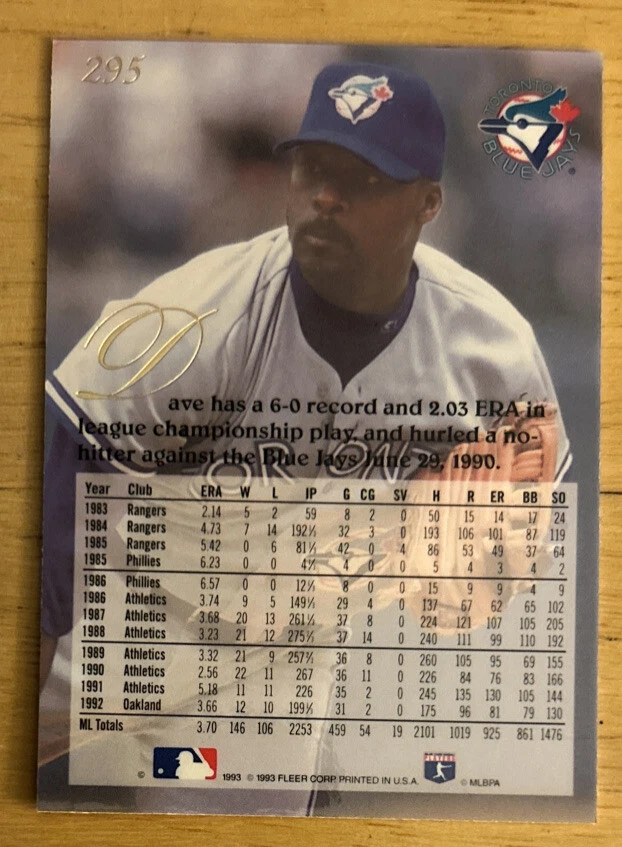 295
TORONTO
BLUE JAYS
Dave has a 6-0 record and 2.03 ERA in
league championship play, and hurled a no-
hitter against the Blue Jays June 29, 1990.
Year Club ERA W L IP G CG SV H R ER BB SO
1983 Rangers 2.14 5 2 59 8 2 0 50 15 14 17 24
1984 Rangers 4.73 7 14 192⅓ 32 3 0 193 106 101 87 119
1985 Rangers 5.42 0 6 81⅓ 42 0 4 86 53 49 37 64
1985 Phillies 6.23 0 0 4⅓ 4 0 0 5 4 3 4 2
1986 Phillies 6.57 0 0 12⅓ 8 0 0 15 9 9 4 9
1986 Athletics 3.74 9 5 149⅓ 29 4 0 137 67 62 65 102
1987 Athletics 3.68 20 13 261⅓ 37 8 0 224 121 107 105 205
1988 Athletics 3.23 21 12 275⅔ 37 14 0 240 111 99 110 192
1989 Athletics 3.32 21 9 257⅔ 36 8 0 260 105 95 69 155
1990 Athletics 2.56 22 11 267 36 11 0 226 84 76 83 166
1991 Athletics 5.18 11 11 226 35 2 0 245 135 130 105 144
1992 Oakland 3.66 12 10 199⅓ 31 2 0 175 96 81 79 130
ML Totals 3.70 146 106 2253 459 54 19 2101 1019 925 861 1476
© 1993 © 1993 FLEER CORP. PRINTED IN U.S.A. PLAYERS © MLBPA